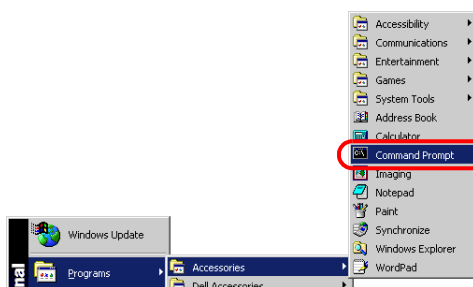 Accessibility
Communications
Entertainment
Games
System Tools
Address Book
Calculator
Command Prompt
Imaging
Notepad
Paint
Synchronize
Windows Explorer
WordPad
Windows Update
Programs
Accessories
Dell Accessories
nal